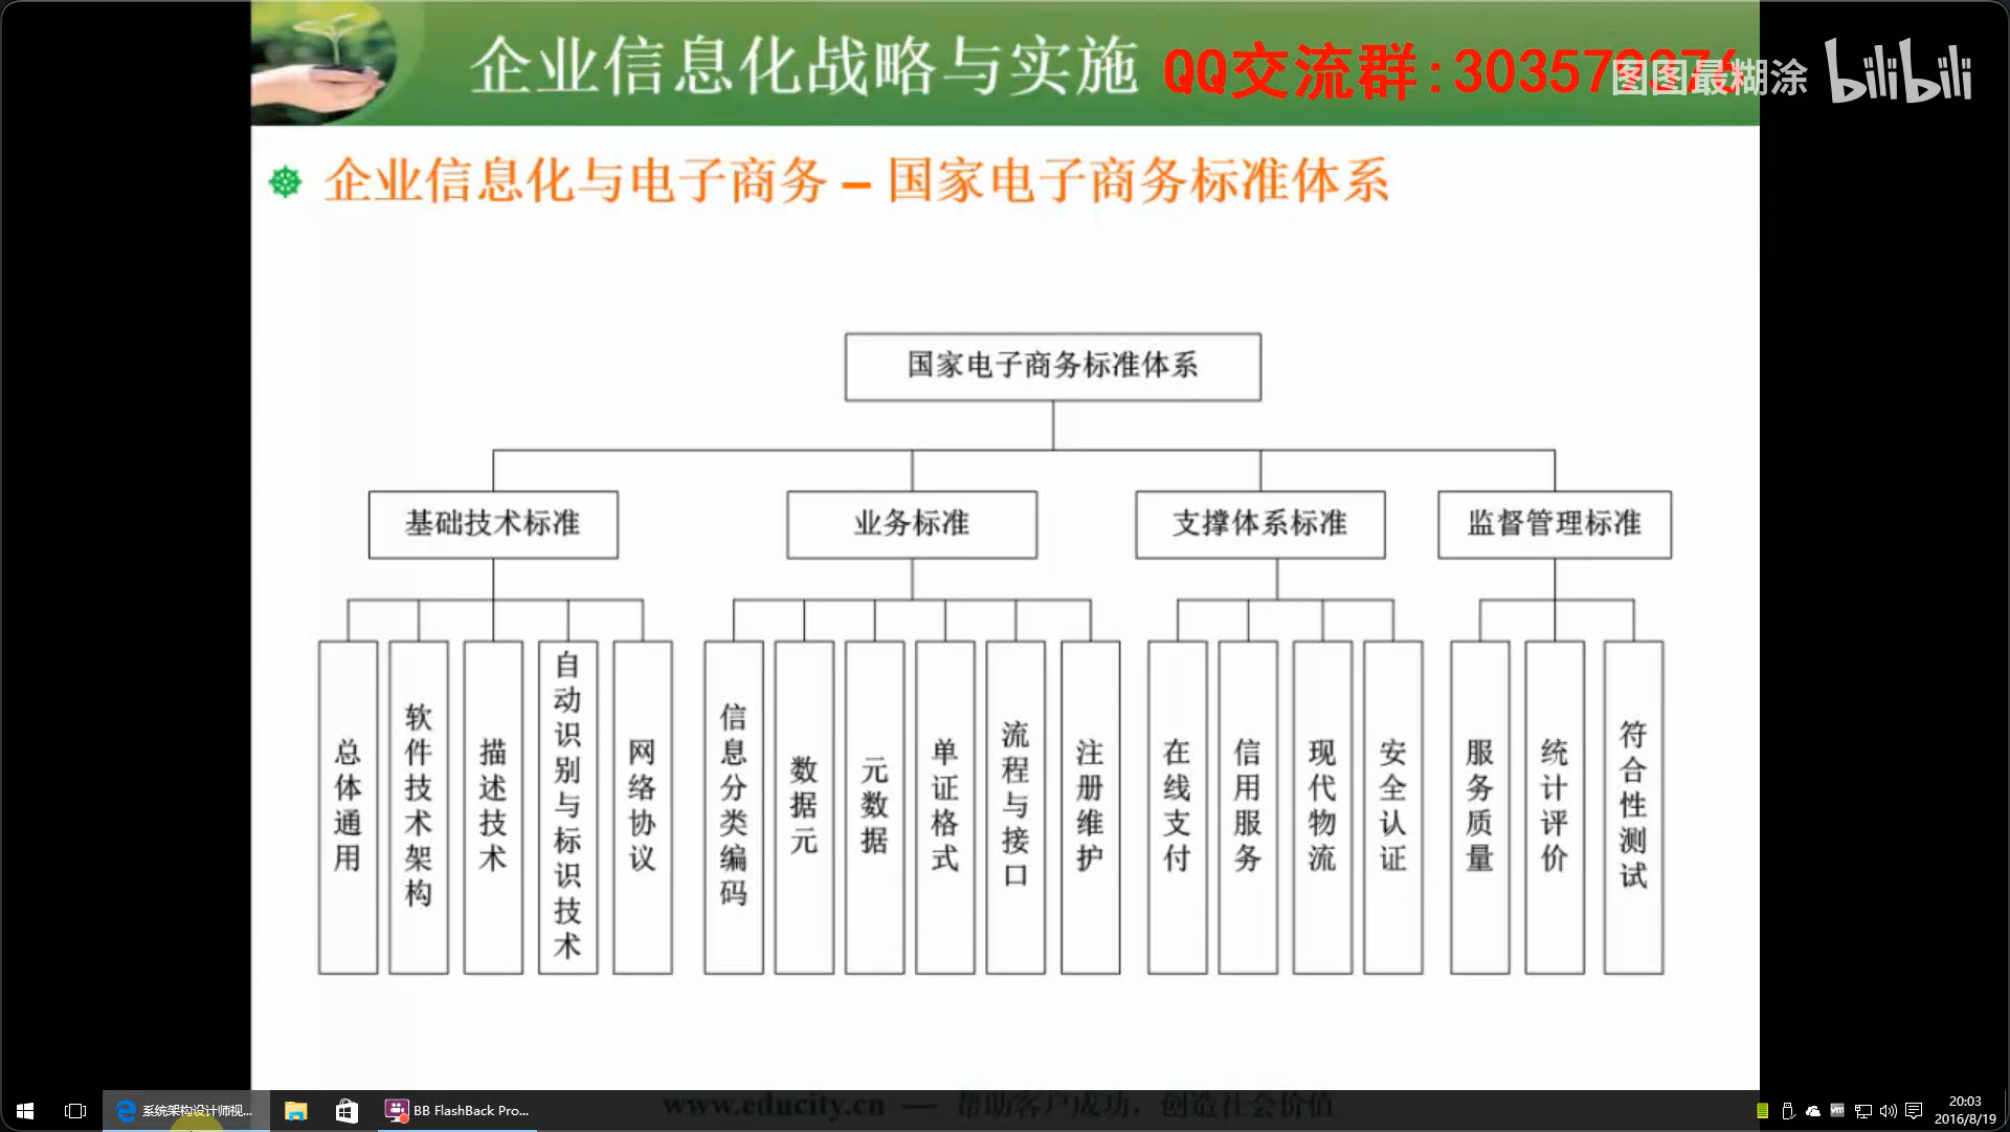 企业信息化战略与实施
QQ交流群:30357
图图最糊涂 bilibili
企业信息化与电子商务 – 国家电子商务标准体系
国家电子商务标准体系
基础技术标准 业务标准 支撑体系标准 监督管理标准
总体通用
软件技术架构
描述技术
自动识别与标识技术
网络协议
信息分类编码
数据元
元数据
单证格式
流程与接口
注册维护
在线支付
信用服务
现代物流
安全认证
服务质量
统计评价
符合性测试
www.educity.cn — 帮助客户成功，创造社会价值
系统架构设计师视... BB FlashBack Pro...
20:03
2016/8/19